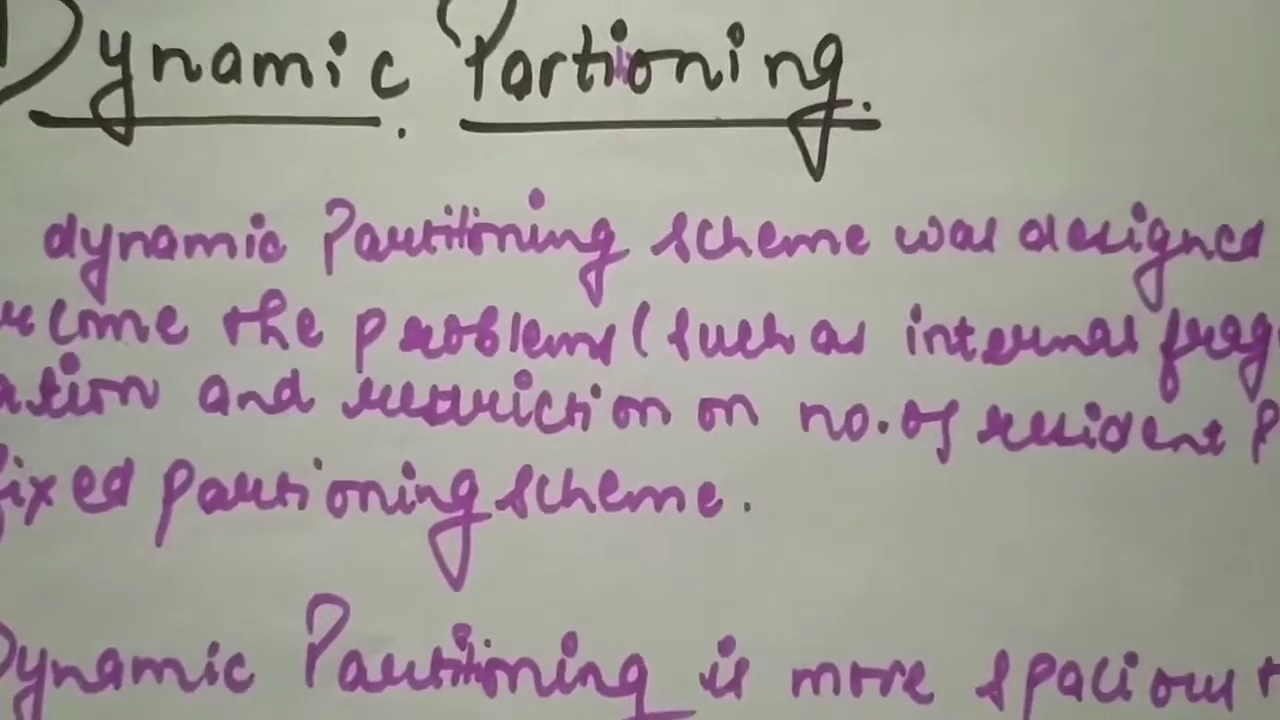 Dynamic Partioning.
dynamic Partitioning scheme was designed
come the problems (such as internal frag
ation and restriction on no. of resident P
fixed partioning scheme.
Dynamic Partitioning is more spacious